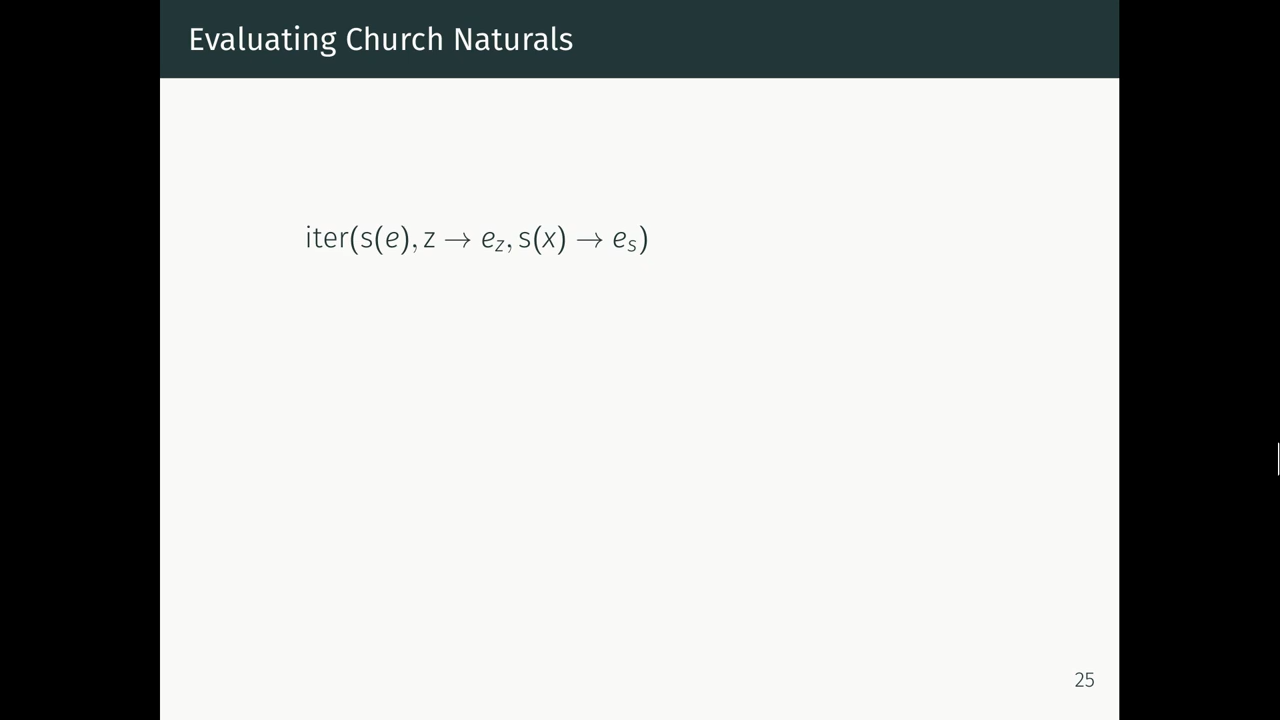 Evaluating Church Naturals
iter(s(e), z → e_z, s(x) → e_s)
25